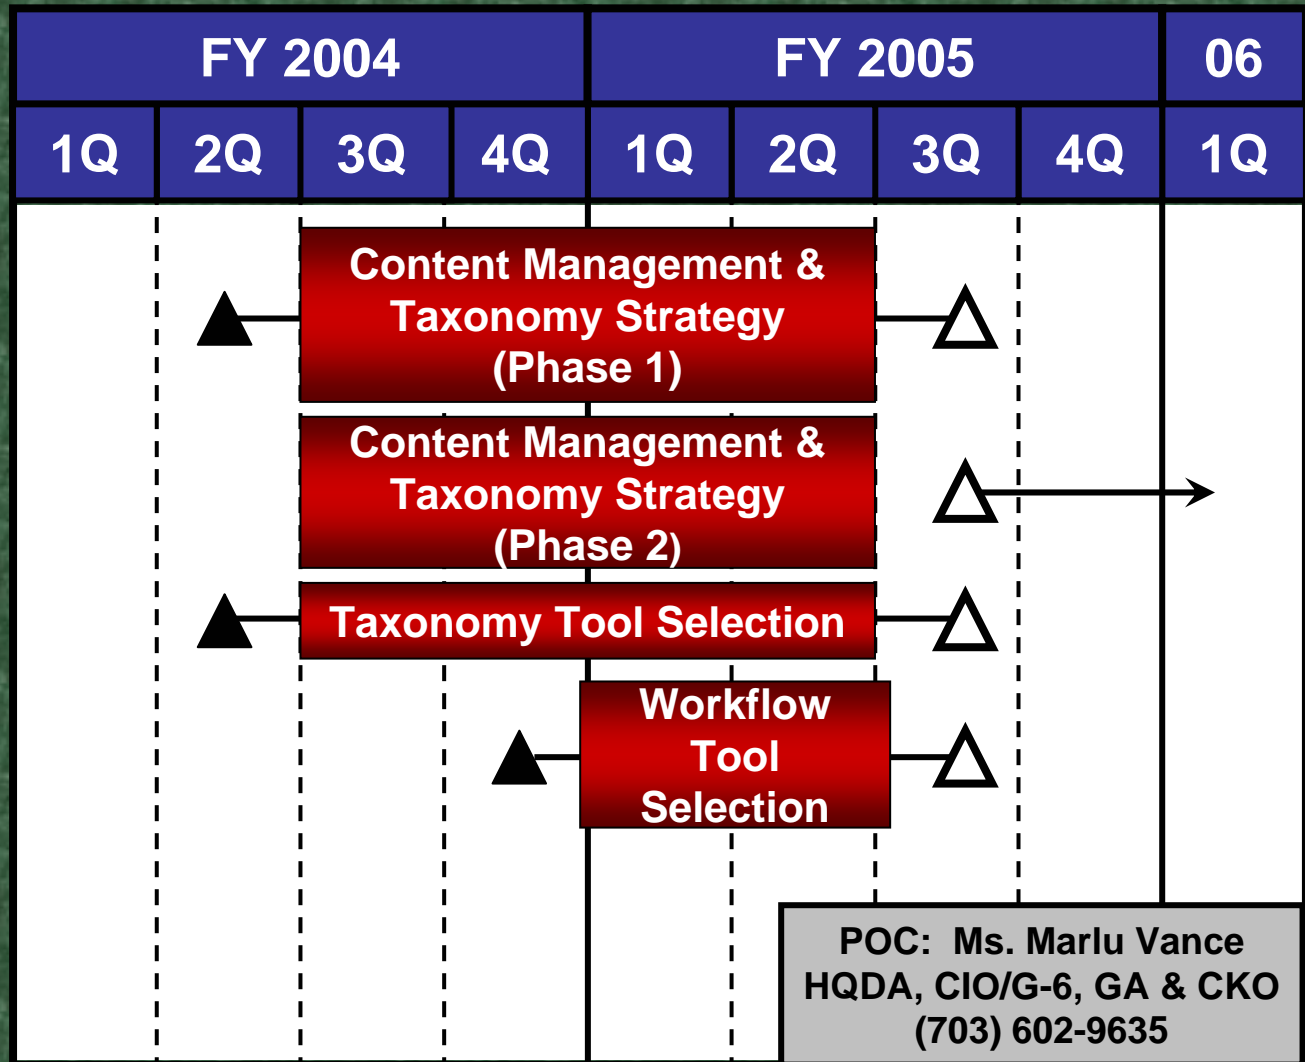 FY 2004 FY 2005 06
1Q 2Q 3Q 4Q 1Q 2Q 3Q 4Q 1Q
Content Management &
Taxonomy Strategy
(Phase 1)
Content Management &
Taxonomy Strategy
(Phase 2)
Taxonomy Tool Selection
Workflow
Tool
Selection
POC: Ms. Marlu Vance
HQDA, CIO/G-6, GA & CKO
(703) 602-9635